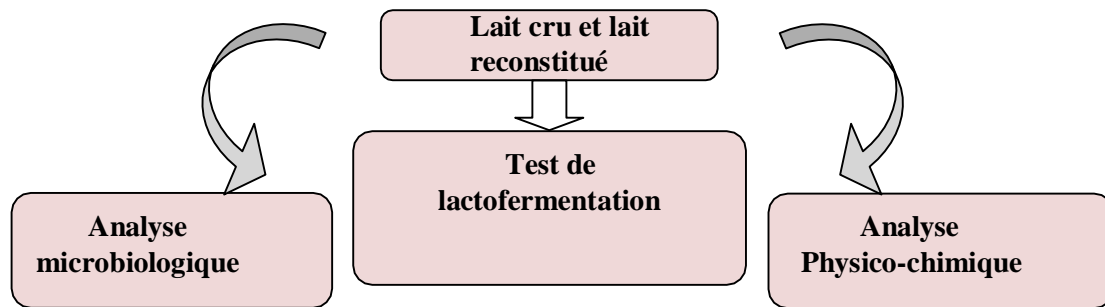 Lait cru et lait
reconstitué
Test de
lactofermentation
Analyse
microbiologique
Analyse
Physico-chimique